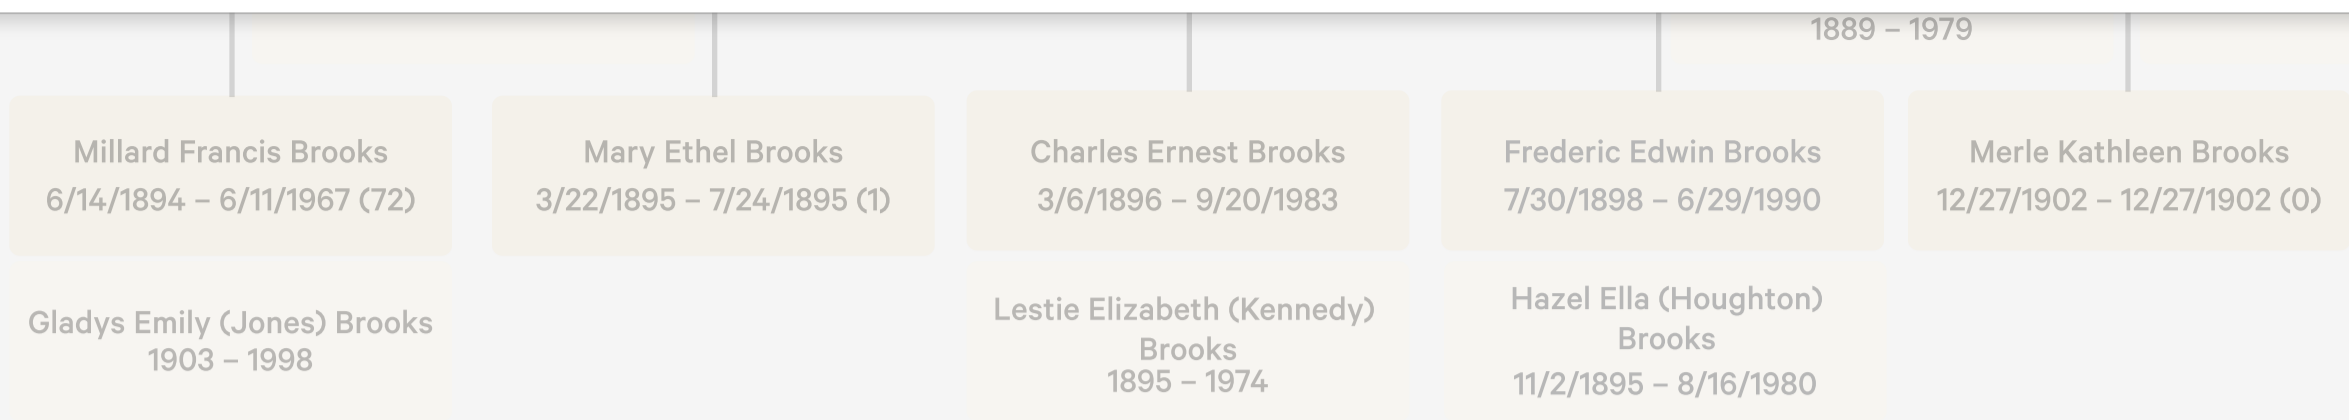 1889 – 1979
Millard Francis Brooks
6/14/1894 – 6/11/1967 (72)
Gladys Emily (Jones) Brooks
1903 – 1998
Mary Ethel Brooks
3/22/1895 – 7/24/1895 (1)
Charles Ernest Brooks
3/6/1896 – 9/20/1983
Lestie Elizabeth (Kennedy)
Brooks
1895 – 1974
Frederic Edwin Brooks
7/30/1898 – 6/29/1990
Hazel Ella (Houghton)
Brooks
11/2/1895 – 8/16/1980
Merle Kathleen Brooks
12/27/1902 – 12/27/1902 (0)